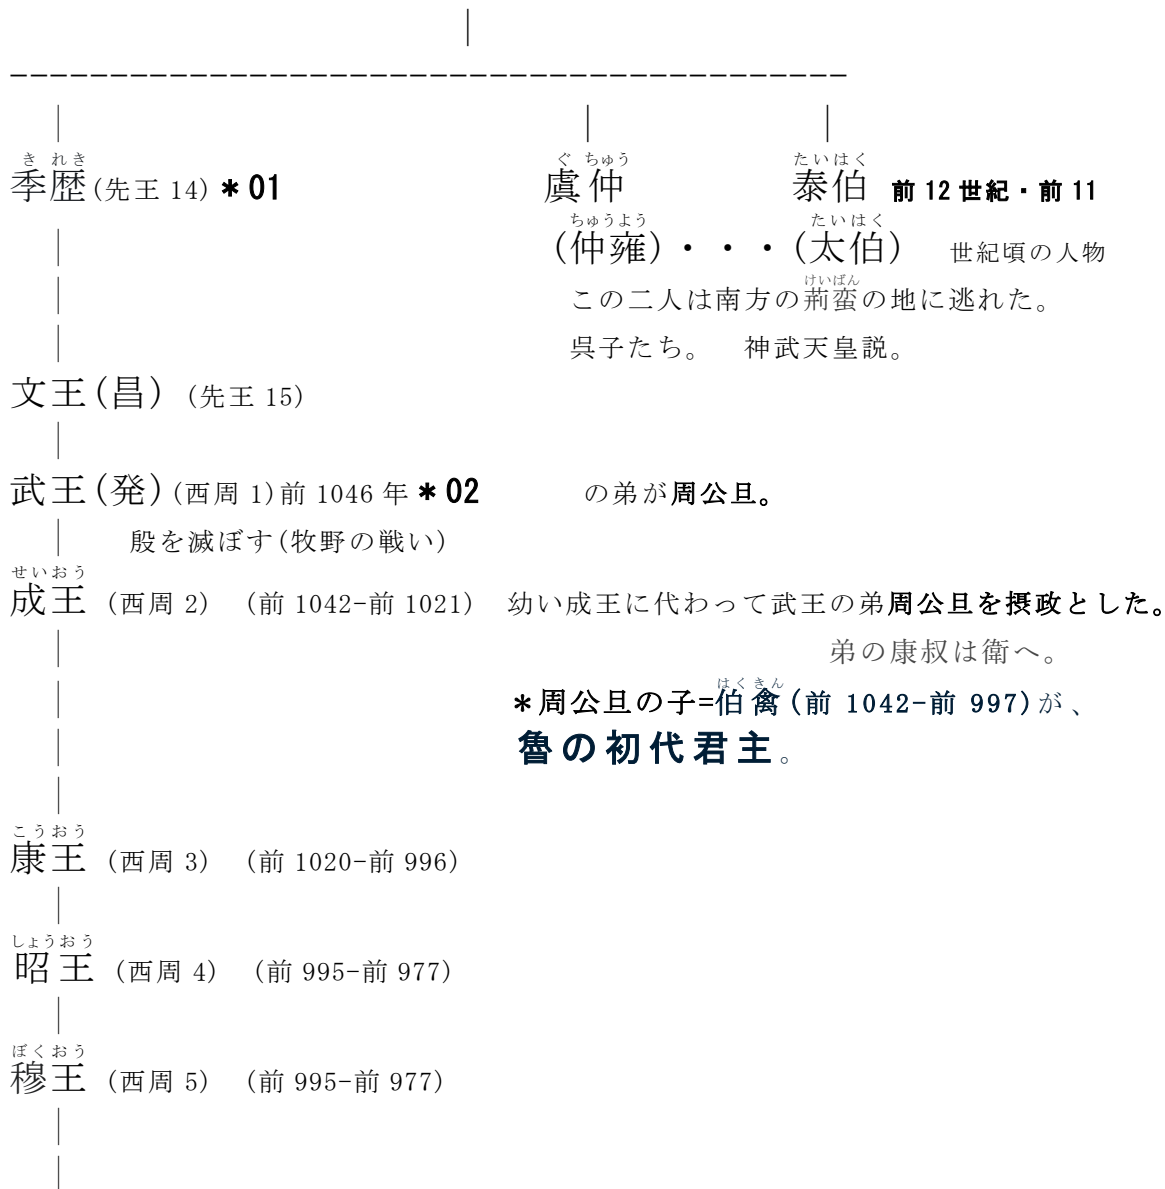 季歴(先王 14) *01 虞仲 泰伯 前 12 世紀・前 11
きれき ぐちゅう たいはく
(仲雍)・・・(太伯) 世紀頃の人物
ちゅうよう たいはく
この二人は南方の荊蛮の地に逃れた。
けいばん
呉子たち。 神武天皇説。
文王(昌) (先王 15)
武王(発)(西周 1)前 1046 年 *02 の弟が周公旦。
殷を滅ぼす(牧野の戦い)
せいおう
成王 (西周 2) (前 1042-前 1021) 幼い成王に代わって武王の弟周公旦を摂政とした。
弟の康叔は衛へ。
はくきん
*周公旦の子=伯禽(前 1042-前 997)が、
魯の初代君主。
こうおう
康王 (西周 3) (前 1020-前 996)
しょうおう
昭王 (西周 4) (前 995-前 977)
ぼくおう
穆王 (西周 5) (前 995-前 977)